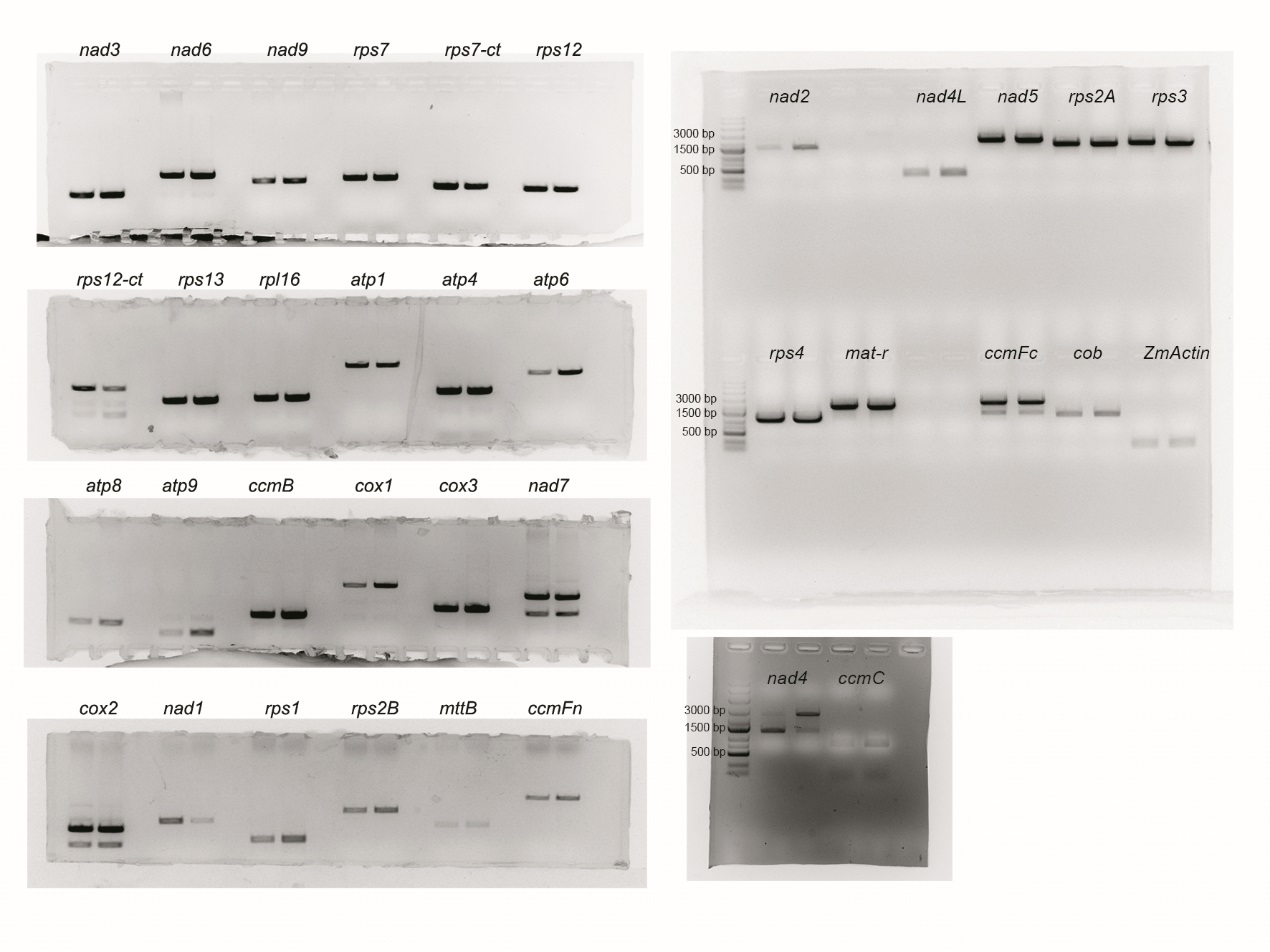 nad3 nad6 nad9 rps7 rps7-ct rps12
rps12-ct rps13 rpl16 atp1 atp4 atp6
atp8 atp9 ccmB cox1 cox3 nad7
cox2 nad1 rps1 rps2B mttB ccmFn
nad2 nad4L nad5 rps2A rps3
3000 bp
1500 bp
500 bp
rps4 mat-r ccmFc cob ZmActin
3000 bp
1500 bp
500 bp
nad4 ccmC
3000 bp
1500 bp
500 bp